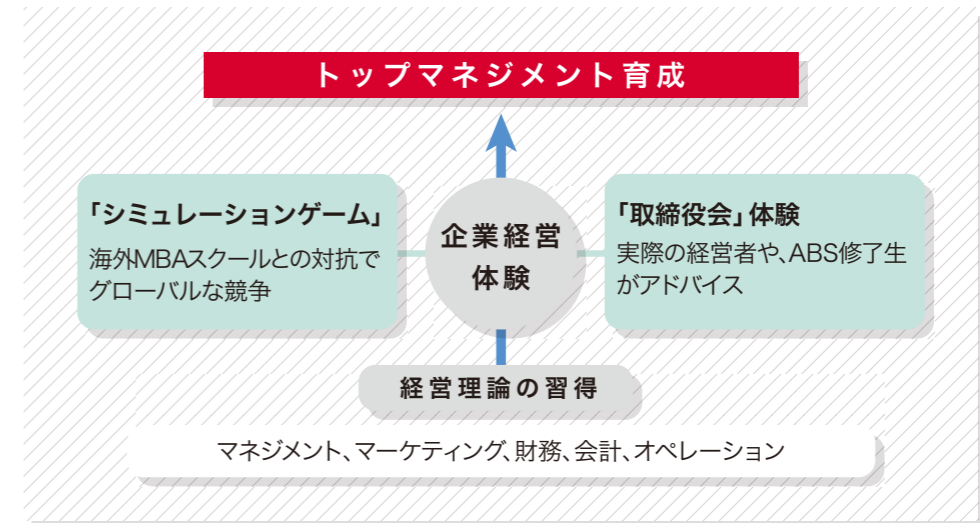 トップマネジメント育成
「シミュレーションゲーム」
海外MBAスクールとの対抗で
グローバルな競争
企業経営
体験
「取締役会」体験
実際の経営者や、ABS修了生
がアドバイス
経営理論の習得
マネジメント、マーケティング、財務、会計、オペレーション